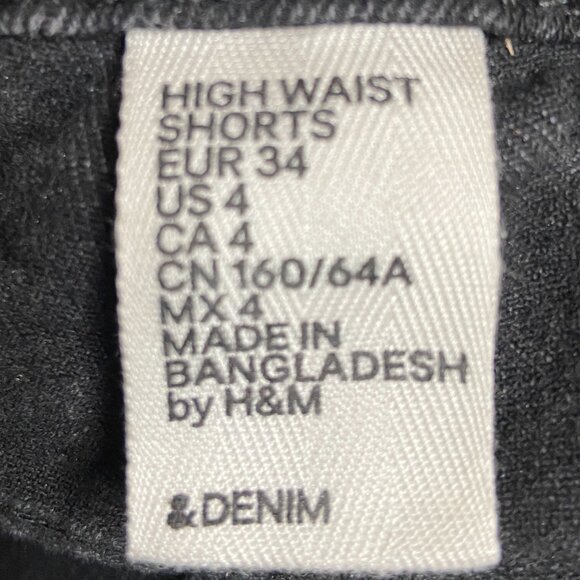 HIGH WAIST
SHORTS
EUR 34
US 4
CA 4
CN 160/64A
MX 4
MADE IN
BANGLADESH
by H&M
&DENIM